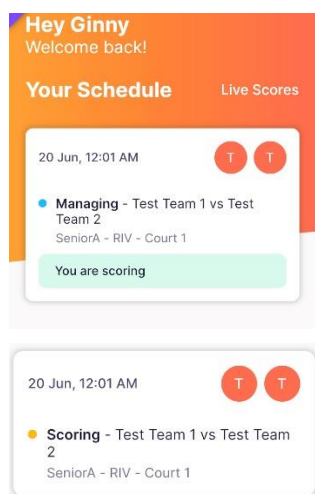 Hey Ginny
Welcome back!
Your Schedule
Live Scores
20 Jun, 12:01 AM
T T
Managing - Test Team 1 vs Test
Team 2
SeniorA - RIV - Court 1
You are scoring
20 Jun, 12:01 AM
T T
Scoring - Test Team 1 vs Test Team
2
SeniorA - RIV - Court 1